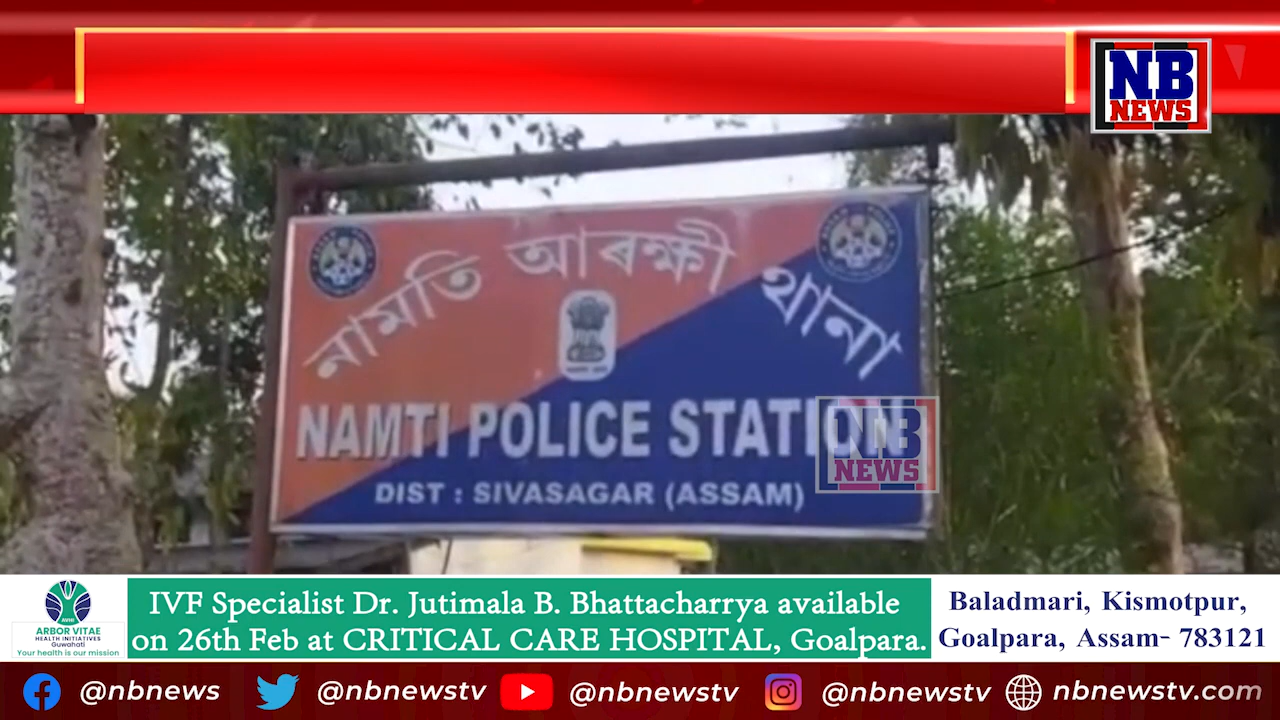 NB
NEWS
নামতি আৰক্ষী থানা
NAMTI POLICE STATION
NB
NEWS
DIST : SIVASAGAR (ASSAM)
ARBOR VITAE
HEALTH INITIATIVES
Guwahati
Your health is our mission
IVF Specialist Dr. Jutimala B. Bhattacharrya available
on 26th Feb at CRITICAL CARE HOSPITAL, Goalpara.
Baladmari, Kismotpur,
Goalpara, Assam- 783121
@nbnews @nbnewstv @nbnewstv @nbnewstv nbnewstv.com